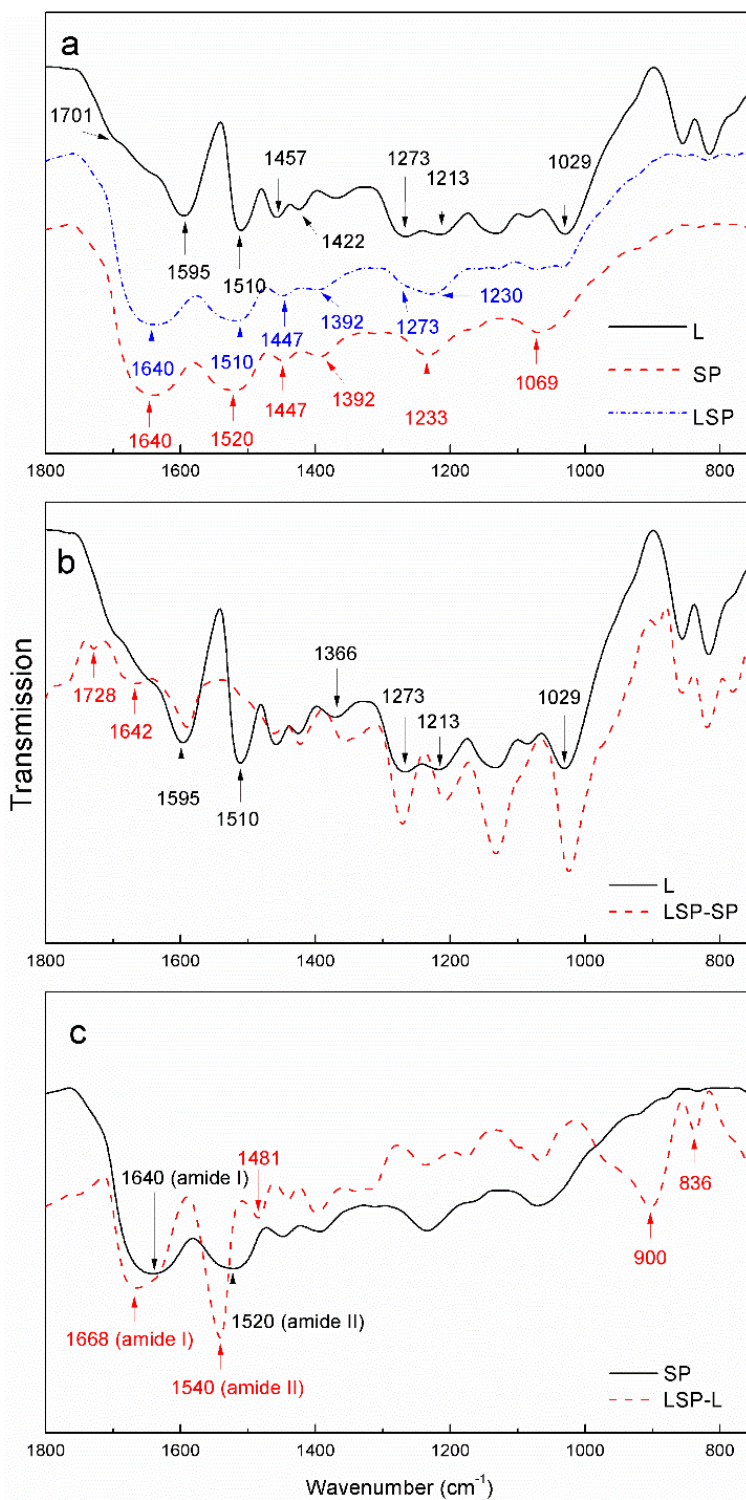 a
1701
1457
1273
1213
1029
1422
1595
1510
1392
1273
1230
1640
1510
1447
1069
1392
1447
1233
1640
1520
L
SP
LSP
1800 1600 1400 1200 1000 800
b
1366
1728
1273
1213
1029
1642
1595
1510
L
LSP-SP
1800 1600 1400 1200 1000 800
Transmission
c
1481
1640 (amide I)
836
900
1520 (amide II)
1668 (amide I)
1540 (amide II)
SP
LSP-L
1800 1600 1400 1200 1000 800
Wavenumber (cm⁻¹)